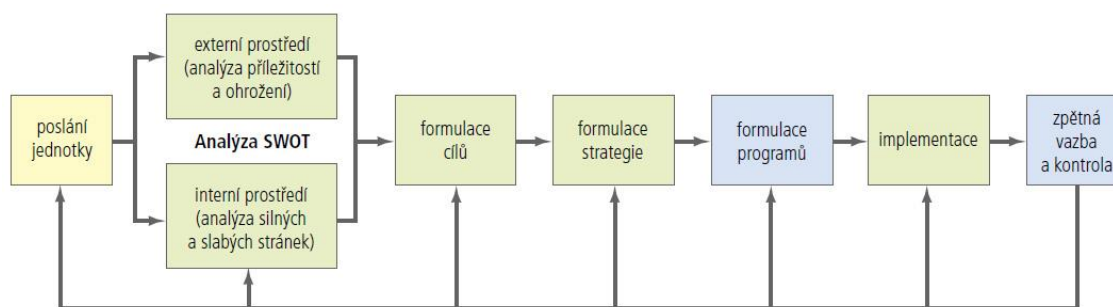 poslání
jednotky
externí prostředí
(analýza příležitostí
a ohrožení)
Analýza SWOT
interní prostředí
(analýza silných
a slabých stránek)
formulace
cílů
formulace
strategie
formulace
programů
implementace
zpětná
vazba
a kontrola